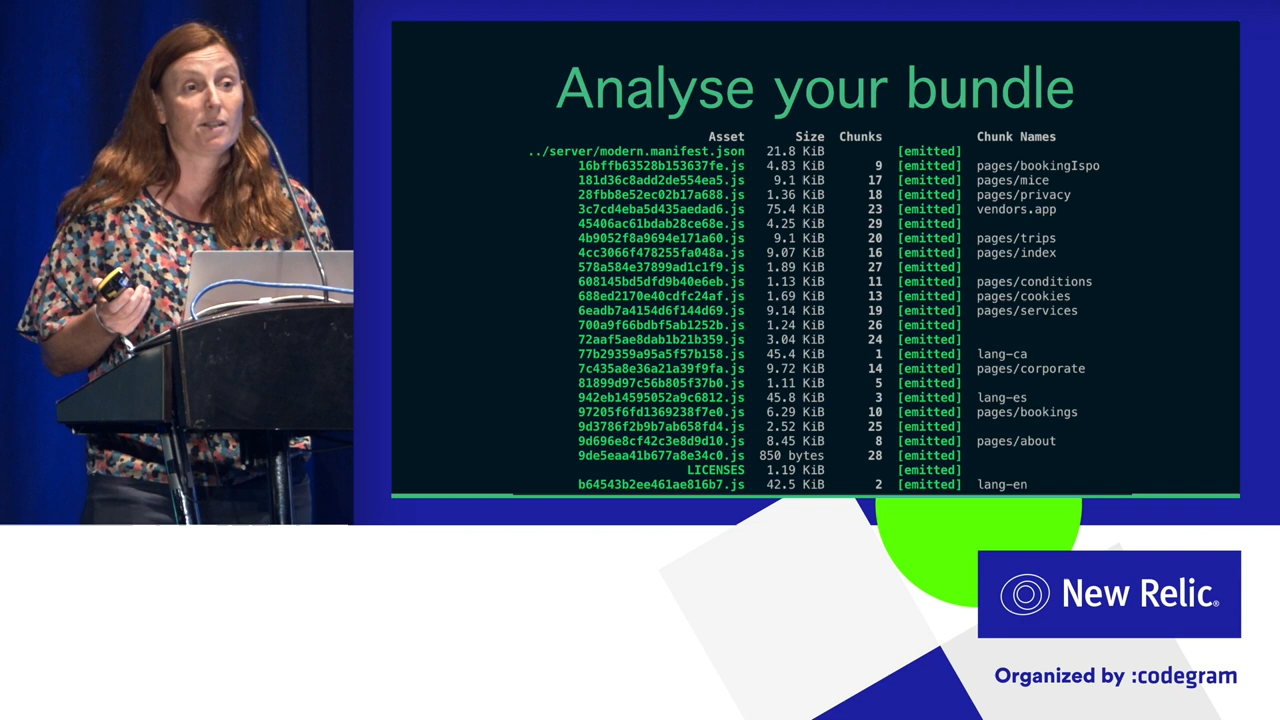 Analyse your bundle
Asset Size Chunks Chunk Names
../server/modern.manifest.json 21.8 KiB [emitted]
16bffb63528b153637fe.js 4.83 KiB 9 [emitted] pages/bookingIspo
181d36c8add2de554ea5.js 9.1 KiB 17 [emitted] pages/mice
28fbb8e52ec02b17a688.js 1.36 KiB 18 [emitted] pages/privacy
3c7cd4eba5d435aedad6.js 75.4 KiB 23 [emitted] vendors.app
45406ac61bdab28ce68e.js 4.25 KiB 29 [emitted]
4b9052f8a9694e171a60.js 9.1 KiB 20 [emitted] pages/trips
4cc3066f478255fa048a.js 9.07 KiB 16 [emitted] pages/index
578a584e37899ad1c1f9.js 1.89 KiB 27 [emitted]
608145bd5dfd9b40e6eb.js 1.13 KiB 11 [emitted] pages/conditions
688ed2170e40cdfc24af.js 1.69 KiB 13 [emitted] pages/cookies
6eadb7a4154d6f144d69.js 9.14 KiB 19 [emitted] pages/services
700a9f66bdbf5ab1252b.js 1.24 KiB 26 [emitted]
72aaf5ae8dab1b21b359.js 3.04 KiB 24 [emitted]
77b29359a95a5f57b158.js 45.4 KiB 1 [emitted] lang-ca
7c435a8e36a21a39f9fa.js 9.72 KiB 14 [emitted] pages/corporate
81899d97c56b805f37b0.js 1.11 KiB 5 [emitted]
942eb14595052a9c6812.js 45.8 KiB 3 [emitted] lang-es
97205f6fd1369238f7e0.js 6.29 KiB 10 [emitted] pages/bookings
9d3786f2b9b7ab658fd4.js 2.52 KiB 25 [emitted]
9d696e8cf42c3e8d9d10.js 8.45 KiB 8 [emitted] pages/about
9de5eaa41b677a8e34c0.js 850 bytes 28 [emitted]
LICENSES 1.19 KiB [emitted]
b64543b2ee461ae816b7.js 42.5 KiB 2 [emitted] lang-en
New Relic®
Organized by :codegram